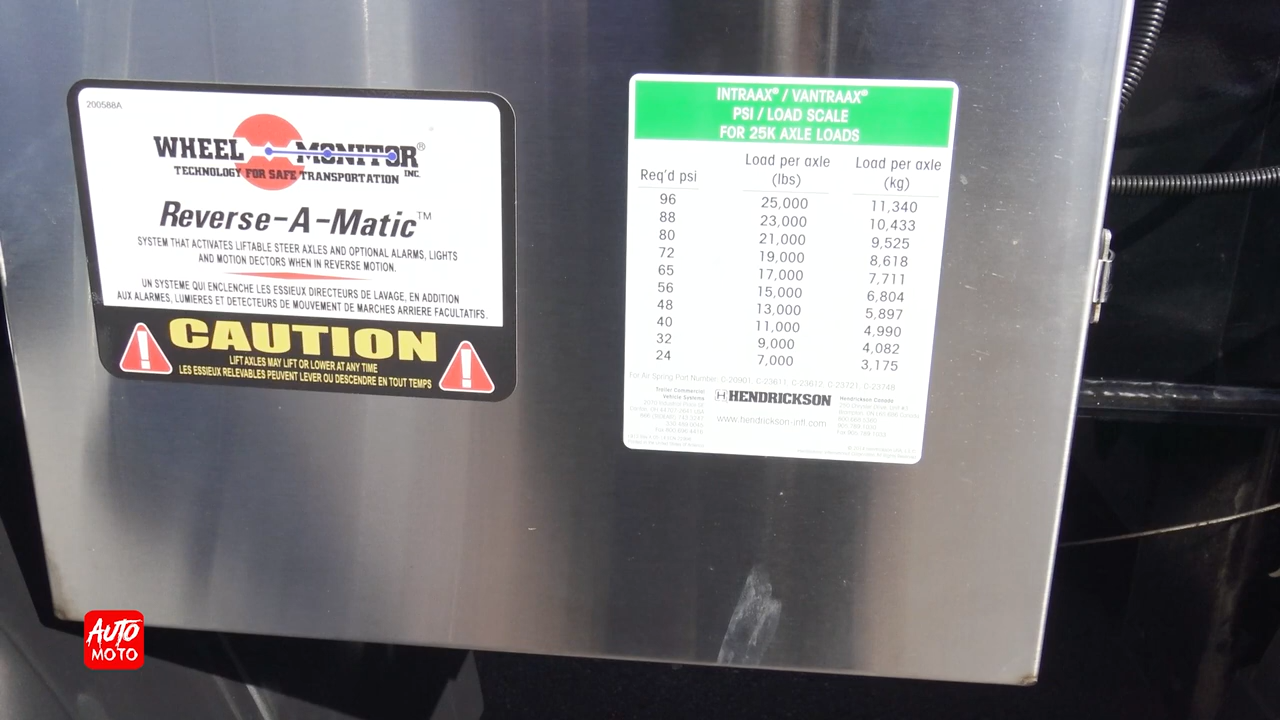 200588A
WHEEL MONITOR®
INC.
TECHNOLOGY FOR SAFE TRANSPORTATION
Reverse-A-Matic™
SYSTEM THAT ACTIVATES LIFTABLE STEER AXLES AND OPTIONAL ALARMS, LIGHTS
AND MOTION DECTORS WHEN IN REVERSE MOTION.
UN SYSTEME QUI ENCLENCHE LES ESSIEUX DIRECTEURS DE LAVAGE, EN ADDITION
AUX ALARMES, LUMIERES ET DETECTEURS DE MOUVEMENT DE MARCHES ARRIERE FACULTATIFS.
CAUTION
LIFT AXLES MAY LIFT OR LOWER AT ANY TIME
LES ESSIEUX RELEVABLES PEUVENT LEVER OU DESCENDRE EN TOUT TEMPS
INTRAAX® / VANTRAAX®
PSI / LOAD SCALE
FOR 25K AXLE LOADS
Req'd psi Load per axle (lbs) Load per axle (kg)
96 25,000 11,340
88 23,000 10,433
80 21,000 9,525
72 19,000 8,618
65 17,000 7,711
56 15,000 6,804
48 13,000 5,897
40 11,000 4,990
32 9,000 4,082
24 7,000 3,175
For Air Spring Part Number: C-20901, C-23611, C-23612, C-23721, C-23748
Trailer Commercial
Vehicle Systems
HENDRICKSON
www.hendrickson-intl.com
Hendrickson Canada
AUTO
MOTO